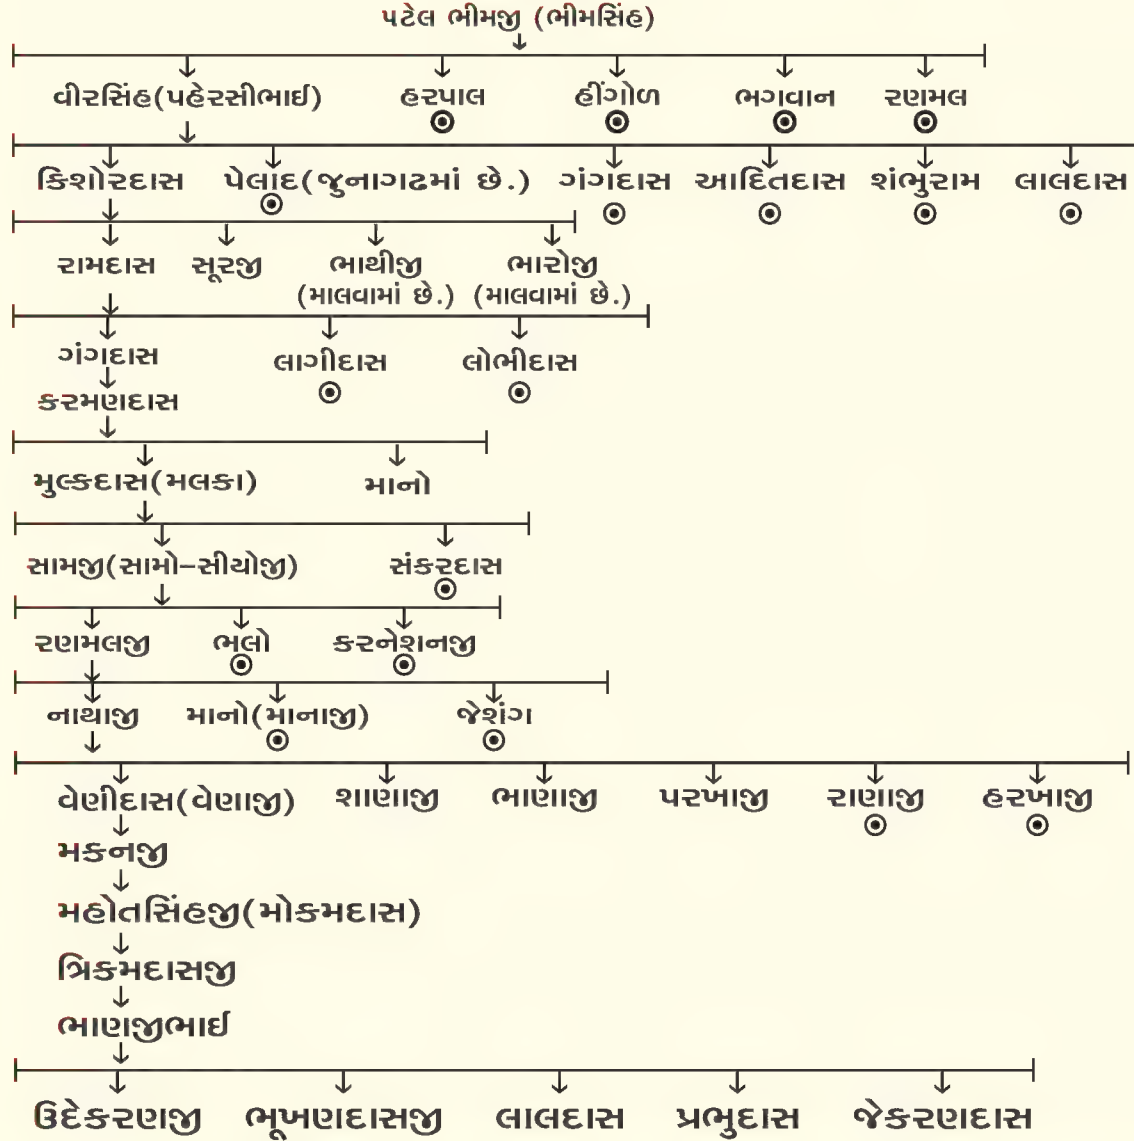 પટેલ ભીમજી (ભીમસિંહ)
વીરસિંહ(પહેરસીભાઈ) હરપાલ હીંગોળ ભગવાન રણમલ
કિશોરદાસ પેલાદ(જુનાગઢમાં છે.) ગંગદાસ આદિતદાસ શંભુરામ લાલદાસ
રામદાસ સૂરજી ભાથીજી ભારોજી
(માલવામાં છે.) (માલવામાં છે.)
ગંગદાસ લાગીદાસ લોભીદાસ
કરમણદાસ
મુલ્કદાસ(મલકા) માનો
સામજી(સામો-સીયોજી) સંકરદાસ
રણમલજી ભલો કરનેશનજી
નાથાજી માનો(માનાજી) જેશંગ
વેણીદાસ(વેણાજી) શાણાજી ભાણાજી પરખાજી રાણાજી હરખાજી
મકનજી
મહોતસિંહજી(મોકમદાસ)
ત્રિકમદાસજી
ભાણજીભાઈ
ઉદેકરણજી ભૂખણદાસજી લાલદાસ પ્રભુદાસ જેકરણદાસ